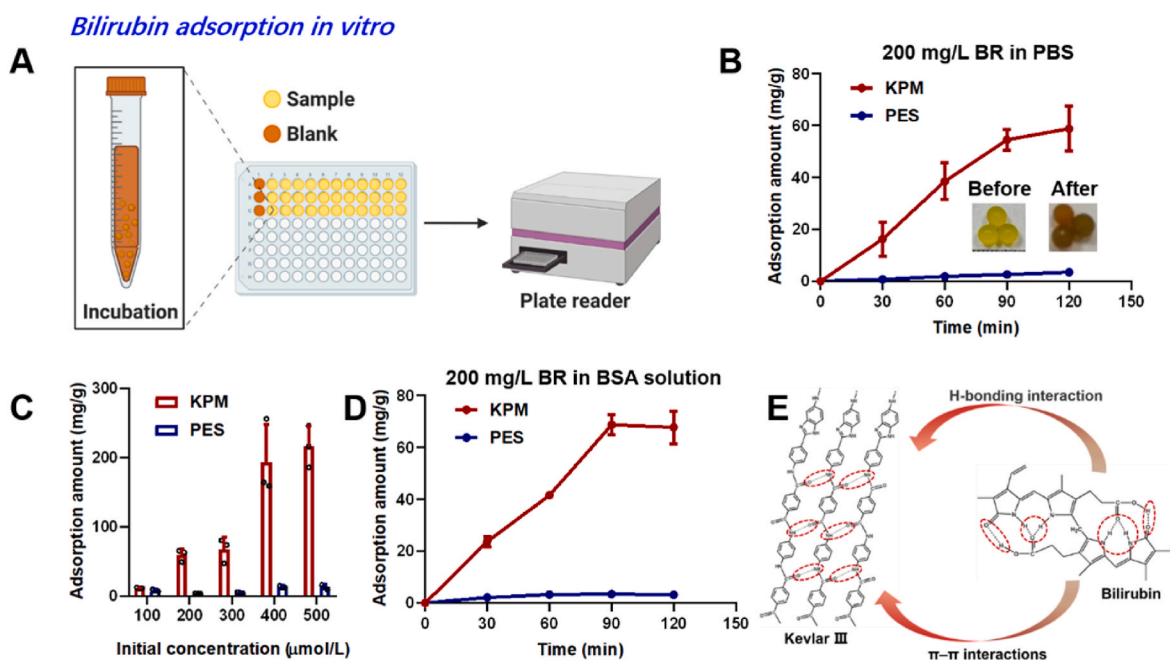 Bilirubin adsorption in vitro
A
Sample
Blank
Incubation
Plate reader
B
200 mg/L BR in PBS
KPM
PES
Before
After
Adsorption amount (mg/g)
80
60
40
20
0
0 30 60 90 120 150
Time (min)
C
KPM
PES
Adsorption amount (mg/g)
300
200
100
0
100 200 300 400 500
Initial concentration (μmol/L)
D
200 mg/L BR in BSA solution
KPM
PES
Adsorption amount (mg/g)
80
60
40
20
0
0 30 60 90 120 150
Time (min)
E
H-bonding interaction
Kevlar III
Bilirubin
π–π interactions